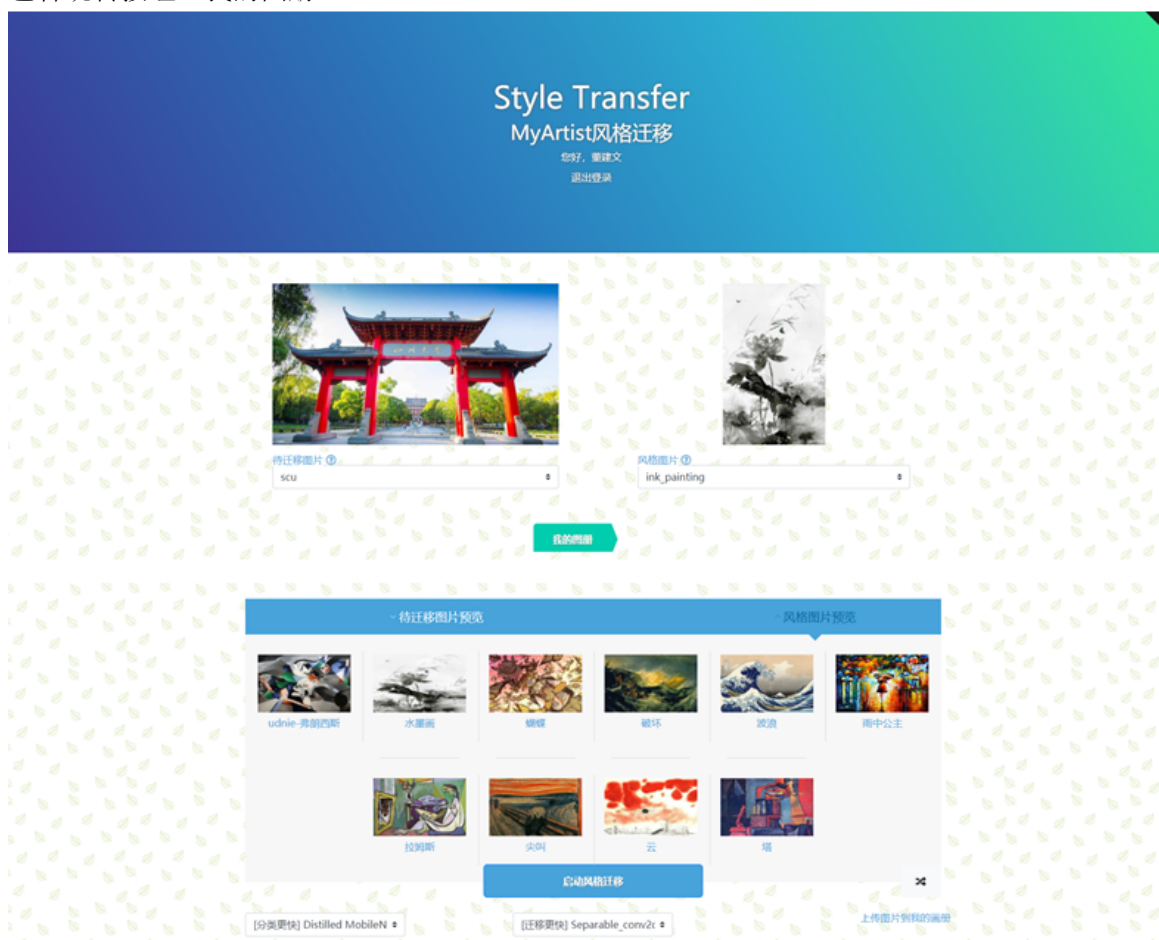 Style Transfer
MyArtist风格迁移
您好，董建文
退出登录
四川大学
待迁移图片
风格图片
scu
ink_painting
我的图册
待迁移图片预览
风格图片预览
udnie-弗朗西斯
水墨画
蝴蝶
破坏
波浪
雨中公主
拉姆斯
尖叫
云
塔
启动风格迁移
[分类更快] Distilled MobileN
[迁移更快] Separable_conv2c
上传图片到我的画册